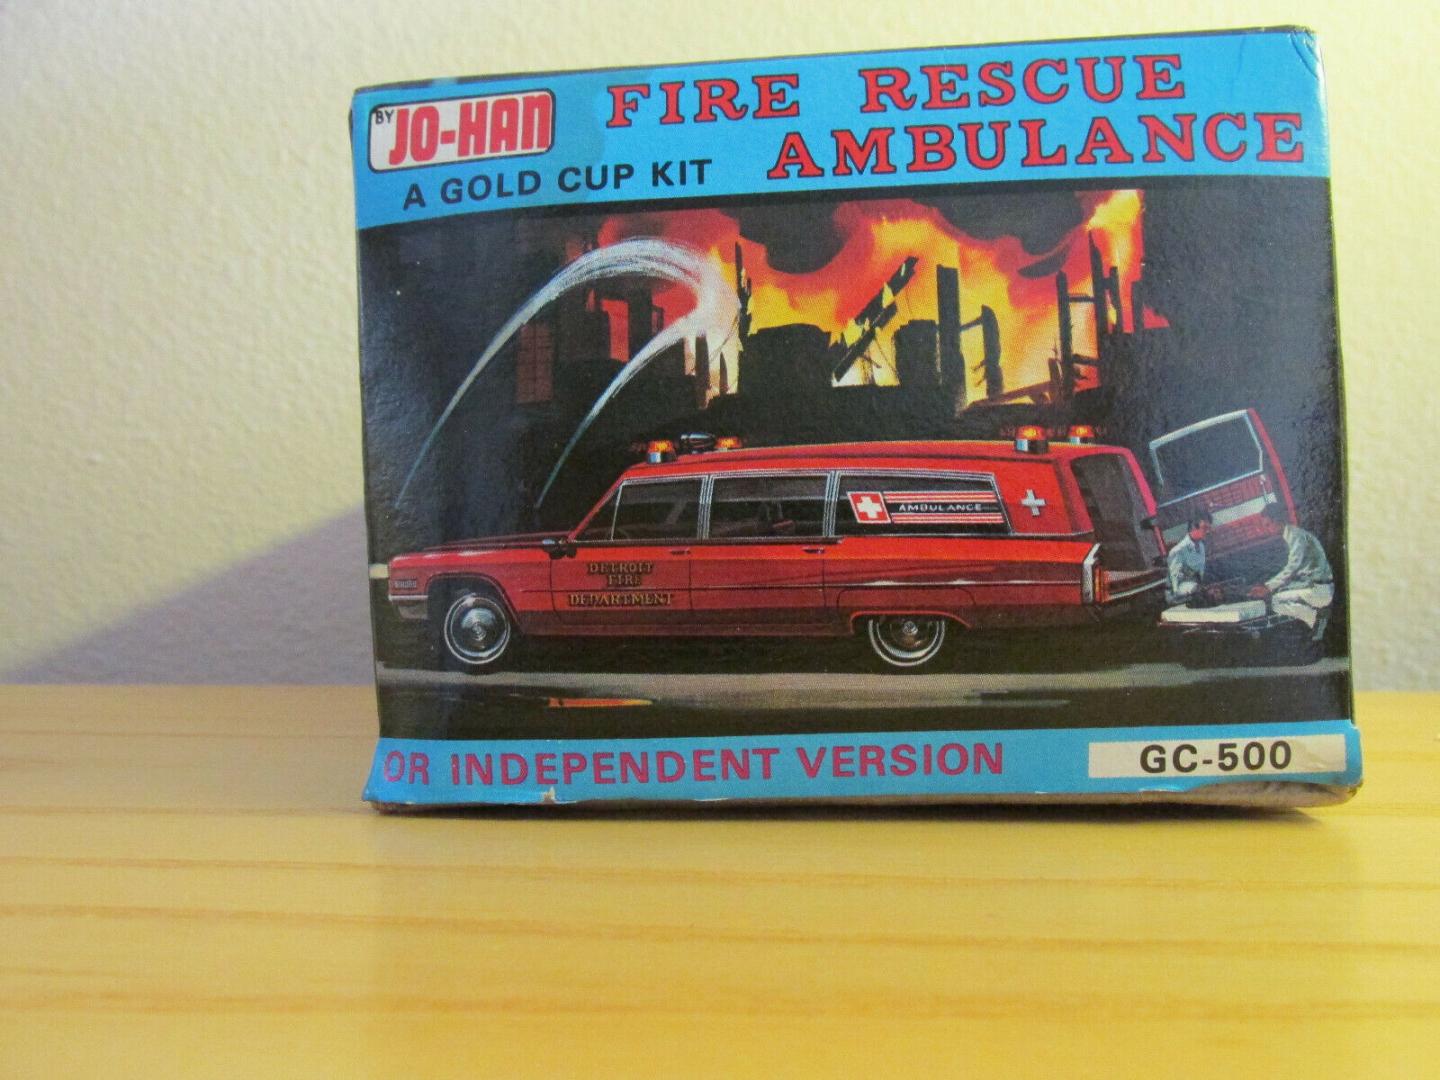 BY JO-HAN
FIRE RESCUE
AMBULANCE
A GOLD CUP KIT
AMBULANCE
DETROIT
FIRE
DEPARTMENT
OR INDEPENDENT VERSION
GC-500